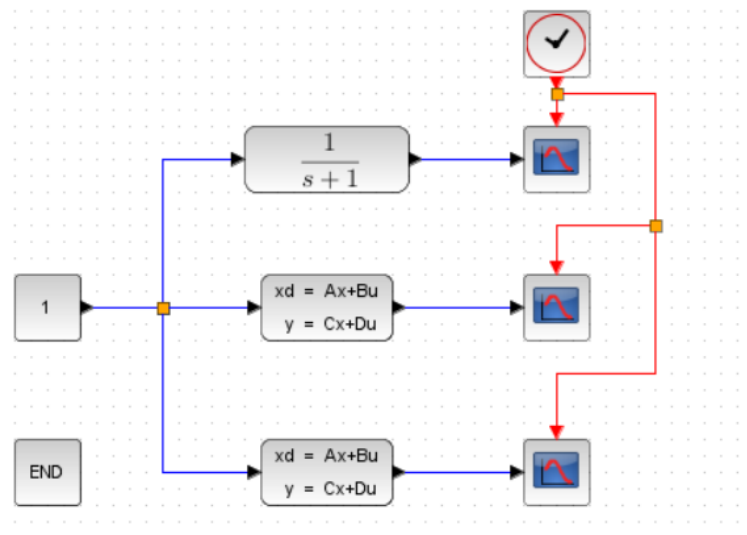 1
s + 1
1
xd = Ax+Bu
y = Cx+Du
END
xd = Ax+Bu
y = Cx+Du